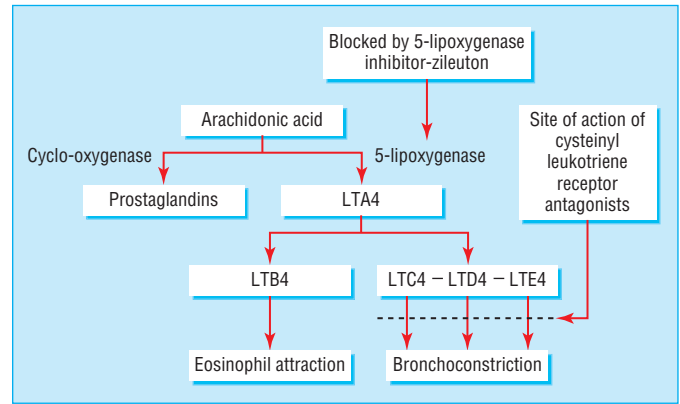 Blocked by 5-lipoxygenase
inhibitor-zileuton
Arachidonic acid
Site of action of
cysteinyl
leukotriene
receptor
antagonists
Cyclo-oxygenase
5-lipoxygenase
Prostaglandins
LTA4
LTB4
LTC4 – LTD4 – LTE4
Eosinophil attraction
Bronchoconstriction